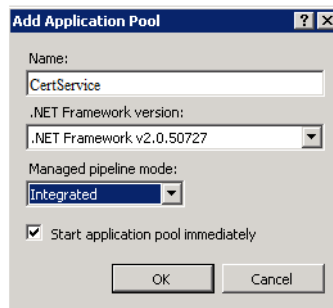 Add Application Pool
Name:
CertService
.NET Framework version:
.NET Framework v2.0.50727
Managed pipeline mode:
Integrated
Start application pool immediately
OK Cancel